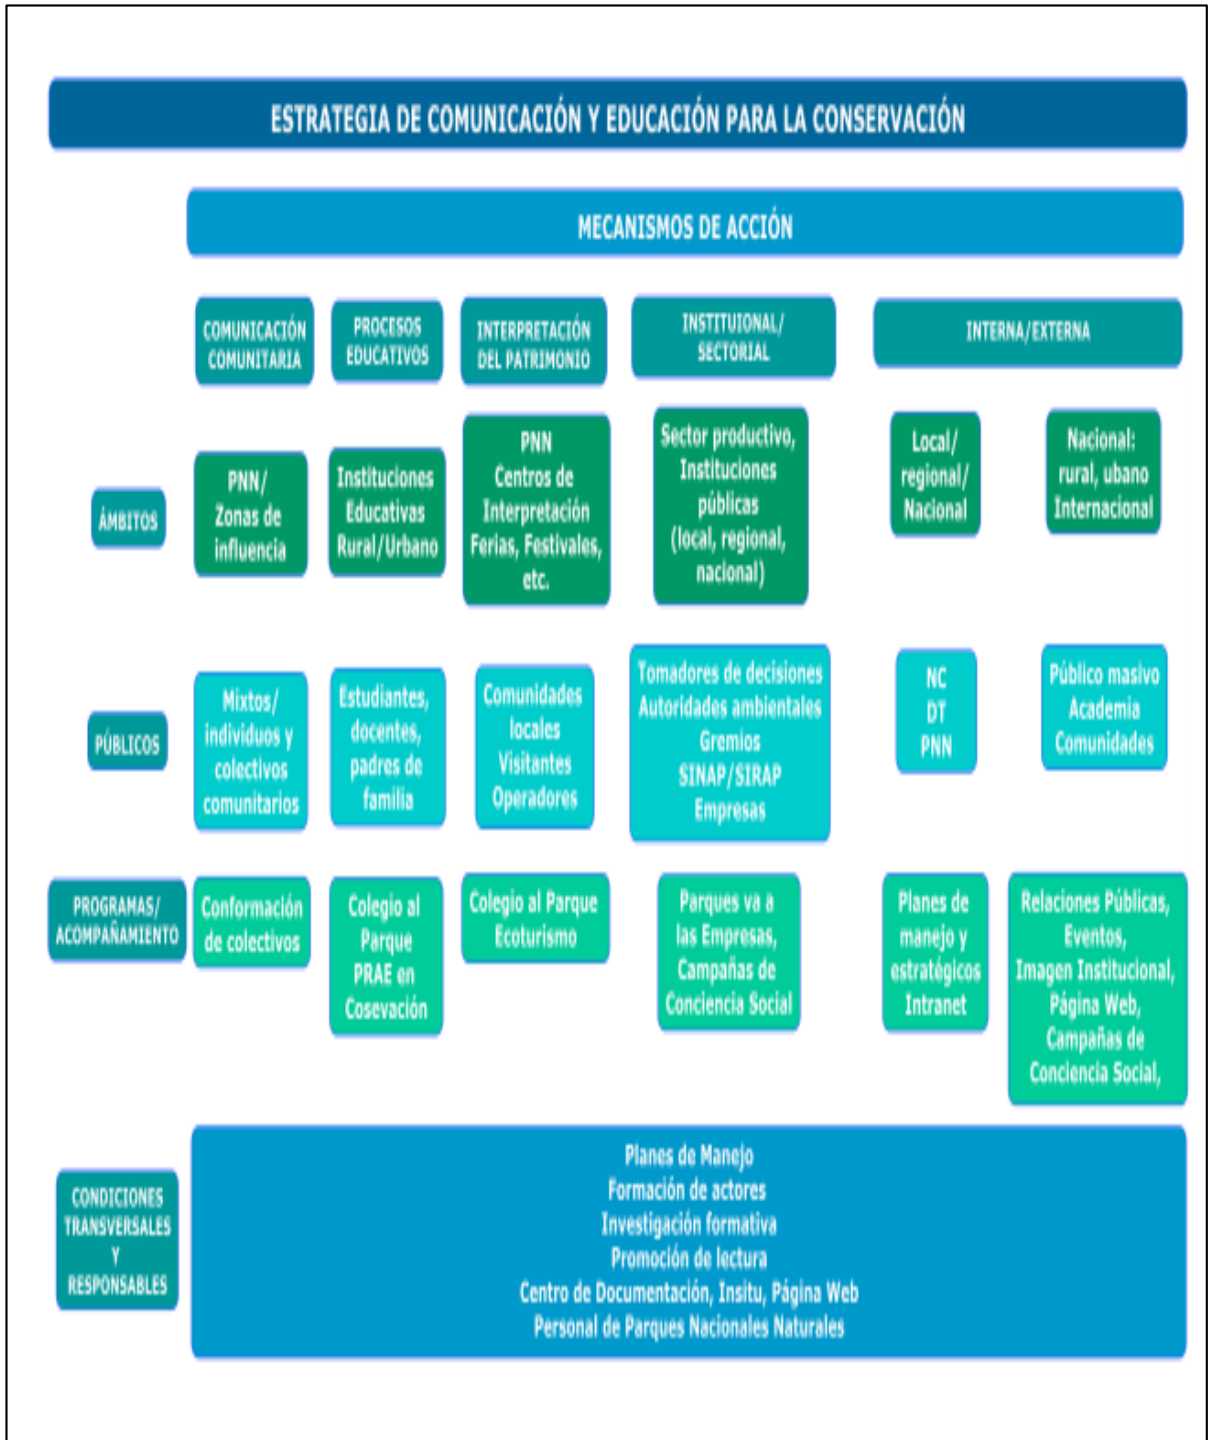 ESTRATEGIA DE COMUNICACIÓN Y EDUCACIÓN PARA LA CONSERVACIÓN
MECANISMOS DE ACCIÓN
COMUNICACIÓN
COMUNITARIA
PROCESOS
EDUCATIVOS
INTERPRETACIÓN
DEL PATRIMONIO
INSTITUIONAL/
SECTORIAL
INTERNA/EXTERNA
ÁMBITOS
PNN/
Zonas de
influencia
Instituciones
Educativas
Rural/Urbano
PNN
Centros de
Interpretación
Ferias, Festivales,
etc.
Sector productivo,
Instituciones
públicas
(local, regional,
nacional)
Local/
regional/
Nacional
Nacional:
rural, ubano
Internacional
PÚBLICOS
Mixtos/
individuos y
colectivos
comunitarios
Estudiantes,
docentes,
padres de
familia
Comunidades
locales
Visitantes
Operadores
Tomadores de decisiones
Autoridades ambientales
Gremios
SINAP/SIRAP
Empresas
NC
DT
PNN
Público masivo
Academia
Comunidades
PROGRAMAS/
ACOMPAÑAMIENTO
Conformación
de colectivos
Colegio al
Parque
PRAE en
Cosevación
Colegio al Parque
Ecoturismo
Parques va a
las Empresas,
Campañas de
Conciencia Social
Planes de
manejo y
estratégicos
Intranet
Relaciones Públicas,
Eventos,
Imagen Institucional,
Página Web,
Campañas de
Conciencia Social,
CONDICIONES
TRANSVERSALES
Y
RESPONSABLES
Planes de Manejo
Formación de actores
Investigación formativa
Promoción de lectura
Centro de Documentación, Insitu, Página Web
Personal de Parques Nacionales Naturales